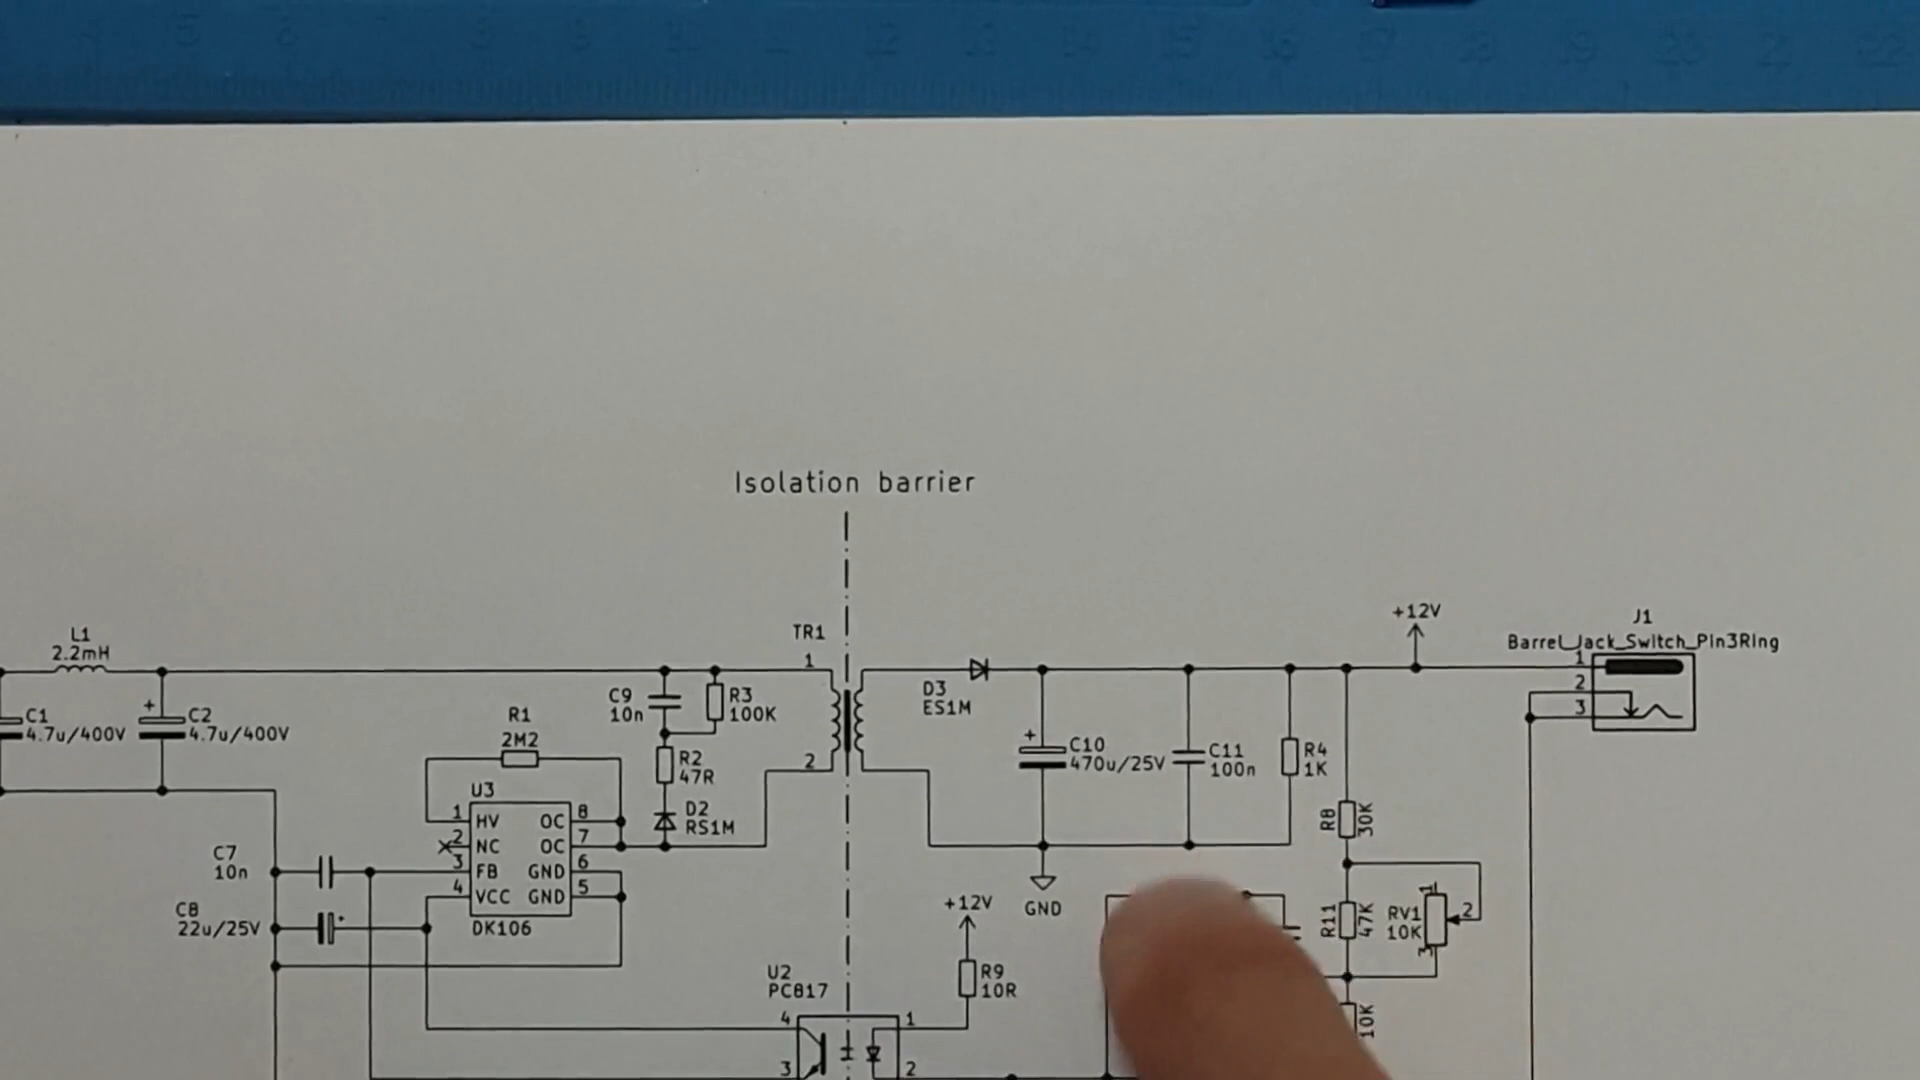 Isolation barrier
L1
2.2mH
TR1
+12V
J1
Barrel_Jack_Switch_Pin3Ring
1
1
2
3
C1
4.7u/400V
C2
4.7u/400V
R1
2M2
C9
10n
R3
100K
R2
47R
D2
RS1M
2
D3
ES1M
+
+
C10
470u/25V
C11
100n
R4
1K
U3
1 HV OC 8
2 NC OC 7
3 FB GND 6
4 VCC GND 5
DK106
C7
10n
C8
22u/25V
R8
30K
GND
+12V
R11
47K
RV1
10K
1
2
3
R9
10R
10K
U2
PC817
4
3
1
2